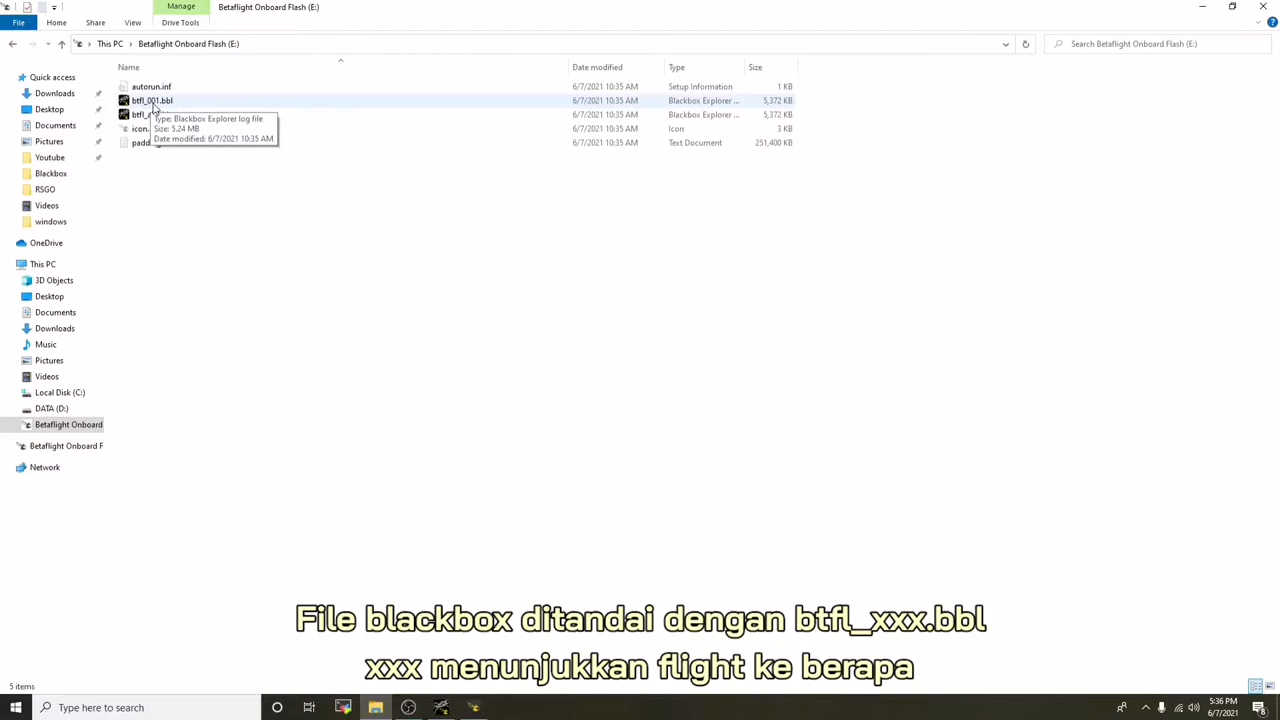 Manage
Betaflight Onboard Flash (E:)
File
Home
Share
View
Drive Tools
This PC
Betaflight Onboard Flash (E:)
Search Betaflight Onboard Flash (E:)
Name
Date modified
Type
Size
Quick access
Downloads
Desktop
Documents
Pictures
Youtube
Blackbox
RSGO
Videos
windows
OneDrive
This PC
3D Objects
Desktop
Documents
Downloads
Music
Pictures
Videos
Local Disk (C:)
DATA (D:)
Betaflight Onboard
Betaflight Onboard F
Network
autorun.inf 6/7/2021 10:35 AM Setup Information 1 KB
btfl_001.bbl 6/7/2021 10:35 AM Blackbox Explorer ... 5,372 KB
6/7/2021 10:35 AM Blackbox Explorer ... 5,372 KB
icon. 6/7/2021 10:35 AM Icon 3 KB
6/7/2021 10:35 AM Text Document 251,400 KB
Type: Blackbox Explorer log file
Size: 5.24 MB
Date modified: 6/7/2021 10:35 AM
File blackbox ditandai dengan btfl_xxx.bbl
xxx menunjukkan flight ke berapa
5 items
Type here to search
5:36 PM
6/7/2021